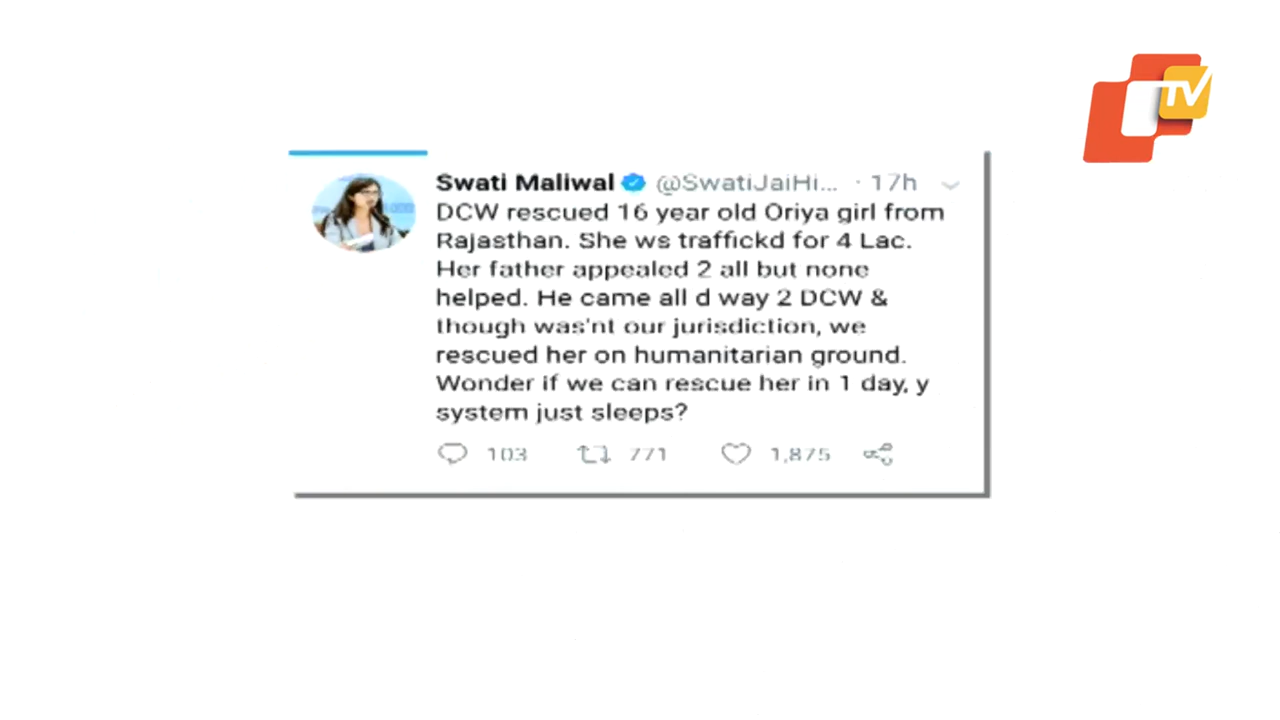 TV
Swati Maliwal @SwatiJaiHi... · 17h
DCW rescued 16 year old Oriya girl from
Rajasthan. She ws traffickd for 4 Lac.
Her father appealed 2 all but none
helped. He came all d way 2 DCW &
though was'nt our jurisdiction, we
rescued her on humanitarian ground.
Wonder if we can rescue her in 1 day, y
system just sleeps?
103 771 1,875